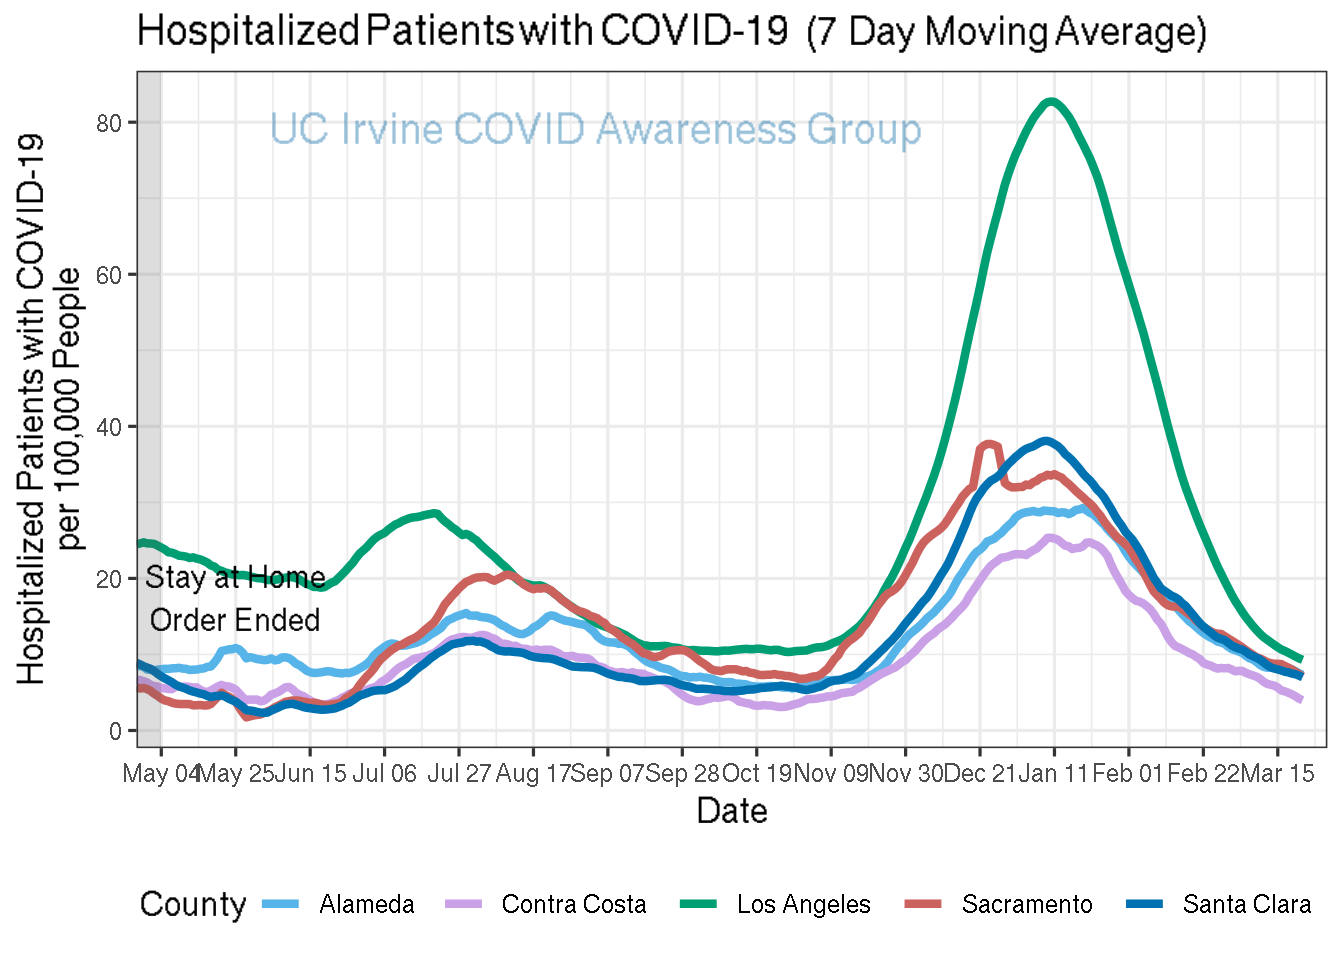 Hospitalized Patients with COVID-19 (7 Day Moving Average)
UC Irvine COVID Awareness Group
Hospitalized Patients with COVID-19
per 100,000 People
80
60
40
20
0
Stay at Home
Order Ended
May 04 May 25 Jun 15 Jul 06 Jul 27 Aug 17 Sep 07 Sep 28 Oct 19 Nov 09 Nov 30 Dec 21 Jan 11 Feb 01 Feb 22 Mar 15
Date
County Alameda Contra Costa Los Angeles Sacramento Santa Clara